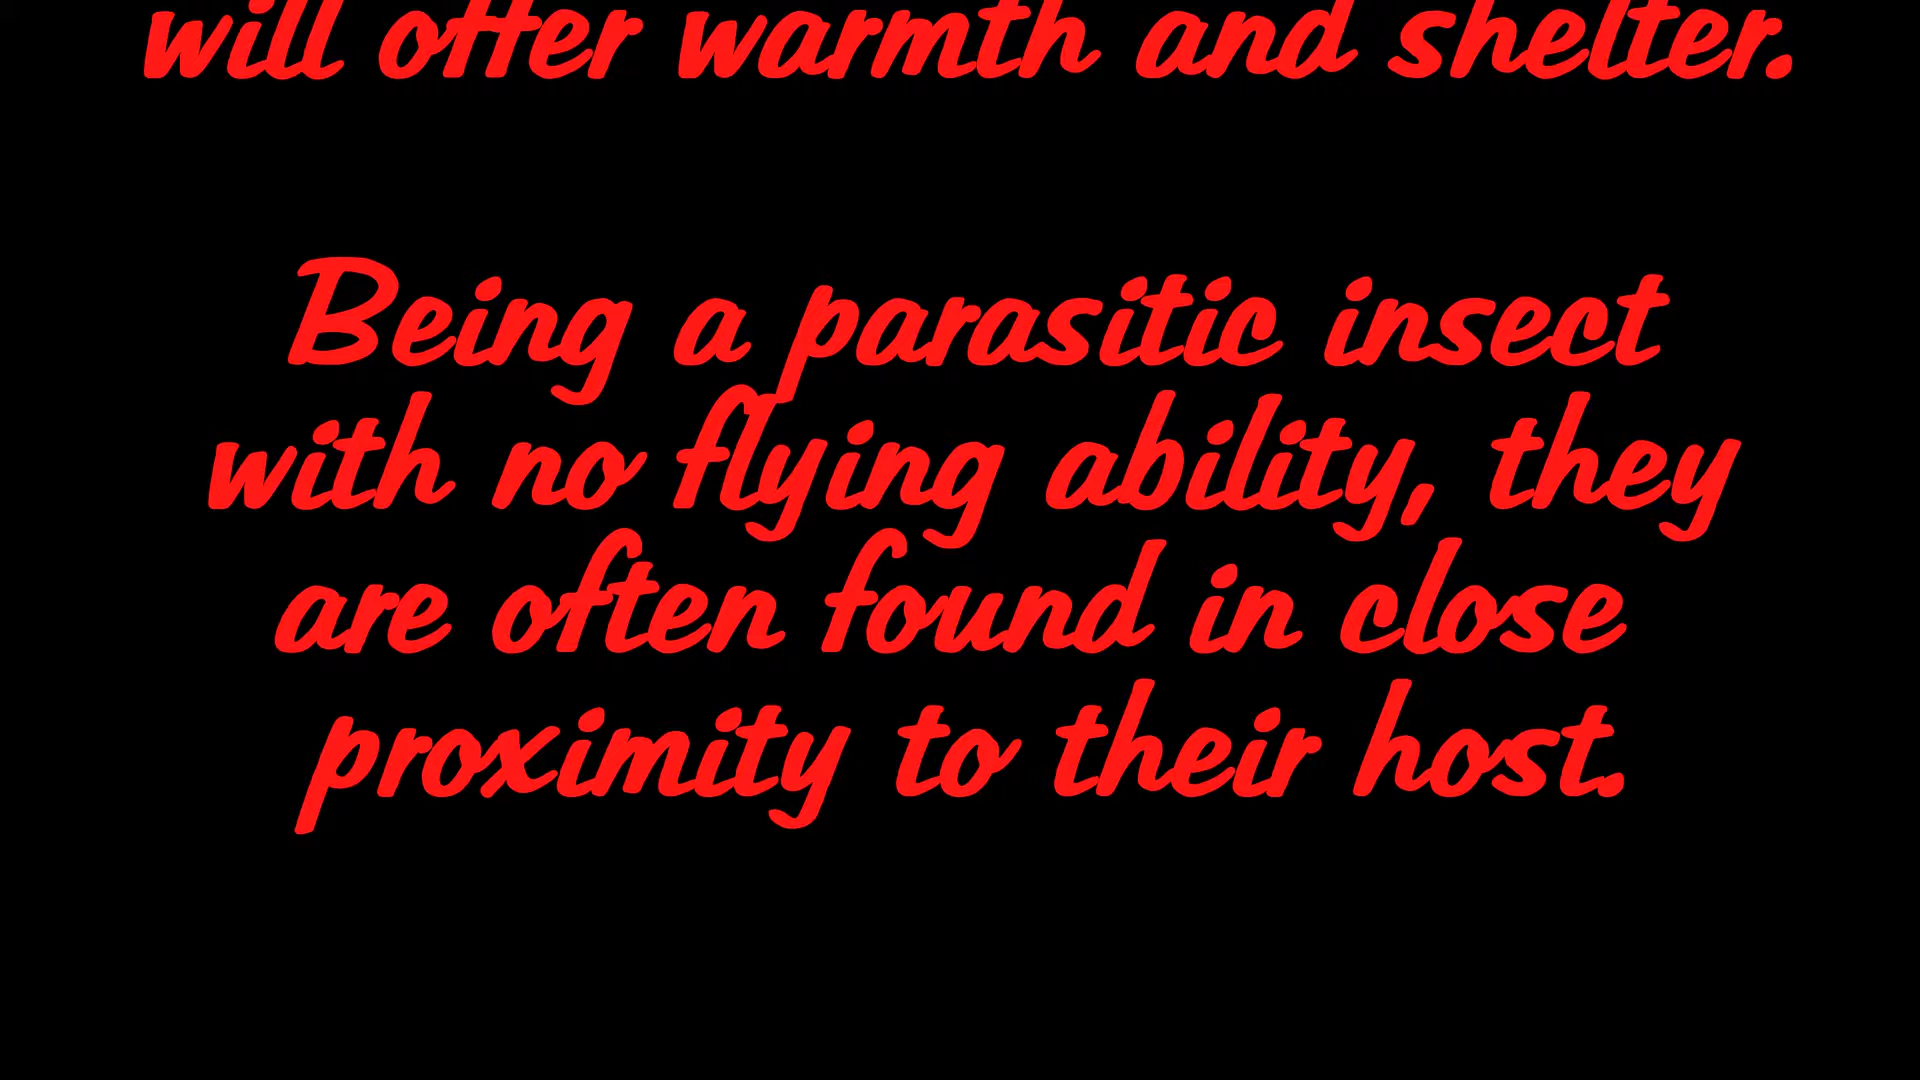 will offer warmth and shelter.
Being a parasitic insect
with no flying ability, they
are often found in close
proximity to their host.